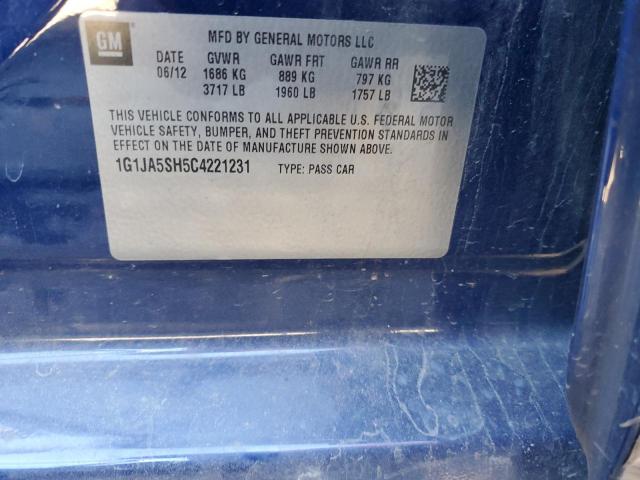 GM
MFD BY GENERAL MOTORS LLC
DATE GVWR GAWR FRT GAWR RR
06/12 1686 KG 889 KG 797 KG
3717 LB 1960 LB 1757 LB
THIS VEHICLE CONFORMS TO ALL APPLICABLE U.S. FEDERAL MOTOR
VEHICLE SAFETY, BUMPER, AND THEFT PREVENTION STANDARDS IN
EFFECT ON THE DATE OF MANUFACTURE SHOWN ABOVE.
1G1JA5SH5C4221231 TYPE: PASS CAR